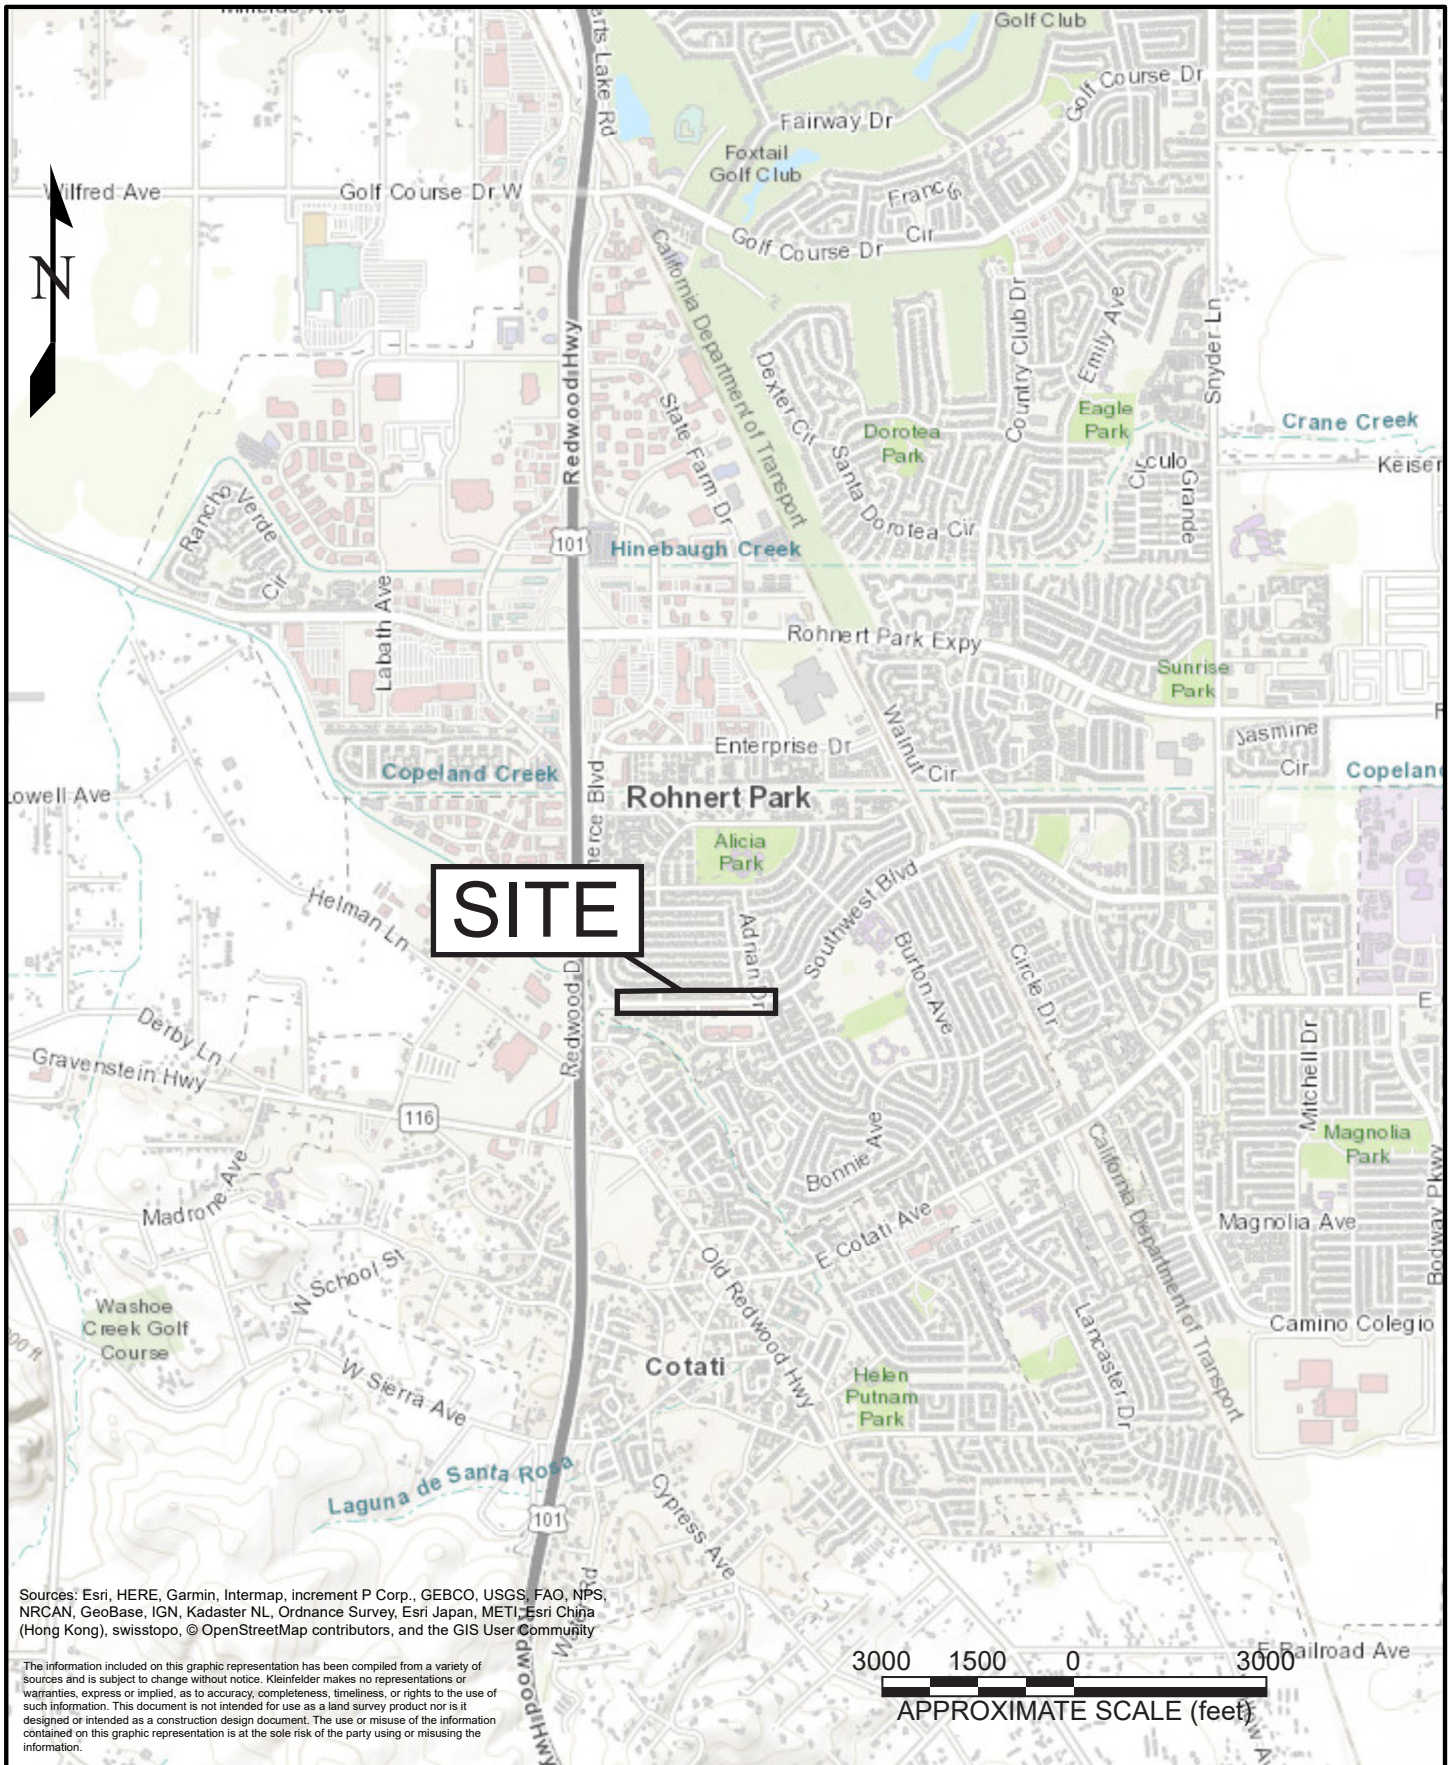 Golf Club
erts Lake Rd
Golf Course Dr
Fairway Dr
Foxtail
Golf Club
Wilfred Ave
Golf Course Dr W
Francis
Cir
Golf Course Dr
N
California Department of Transport
Country Club Dr
Emily Ave
Snyder Ln
Redwood Hwy
Dexter Cir
State Farm Dr
Eagle
Park
Dorotea
Park
Crane Creek
Keiser
Santa Dorotea Cir
Circulo
Grande
Rancho
Verde
Cir
101
Hinebaugh Creek
Labath Ave
Rohnert Park Expy
Sunrise
Park
Walnut Cir
Jasmine
Cir
Enterprise Dr
Copeland Creek
Copeland
Lowell Ave
merce Blvd
Rohnert Park
Alicia
Park
SITE
Helman Ln
Adrian Dr
Southwest Blvd
Burton Ave
Circle Dr
Redwood D
E
Derby Ln
Gravenstein Hwy
116
Mitchell Dr
Magnolia
Park
Bonnie Ave
Madrone Ave
California Department of Transport
Magnolia Ave
Bodway Pkwy
E Cotati Ave
W School St
Old Redwood Hwy
Washoe
Creek Golf
Course
Camino Colegio
Lancaster Dr
W Sierra Ave
Cotati
Helen
Putnam
Park
Laguna de Santa Rosa
101
Cypress Ave
Sources: Esri, HERE, Garmin, Intermap, increment P Corp., GEBCO, USGS, FAO, NPS,
NRCAN, GeoBase, IGN, Kadaster NL, Ordnance Survey, Esri Japan, METI, Esri China
(Hong Kong), swisstopo, © OpenStreetMap contributors, and the GIS User Community
E Railroad Ave
The information included on this graphic representation has been compiled from a variety of
sources and is subject to change without notice. Kleinfelder makes no representations or
warranties, express or implied, as to accuracy, completeness, timeliness, or rights to the use of
such information. This document is not intended for use as a land survey product nor is it
designed or intended as a construction design document. The use or misuse of the information
contained on this graphic representation is at the sole risk of the party using or misusing the
information.
3000 1500 0 3000
APPROXIMATE SCALE (feet)
dwood Hwy